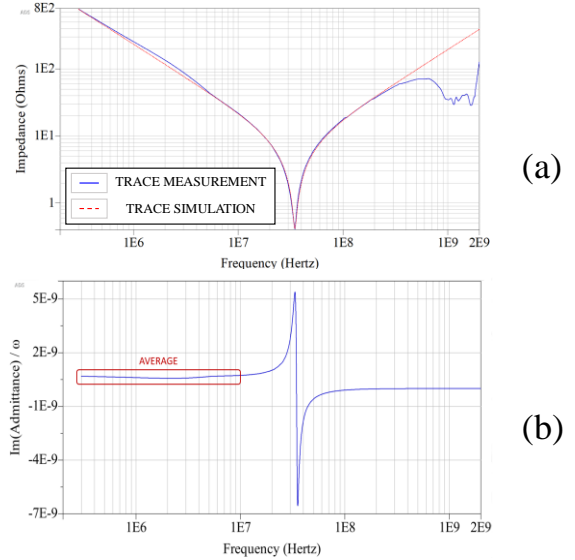 8E2
1E2
1E1
1
Impedance (Ohms)
TRACE MEASUREMENT
TRACE SIMULATION
1E6 1E7 1E8 1E9 2E9
Frequency (Hertz)
(a)
5E-9
2E-9
-1E-9
-4E-9
-7E-9
Im(Admittance) / ω
AVERAGE
1E6 1E7 1E8 1E9 2E9
Frequency (Hertz)
(b)